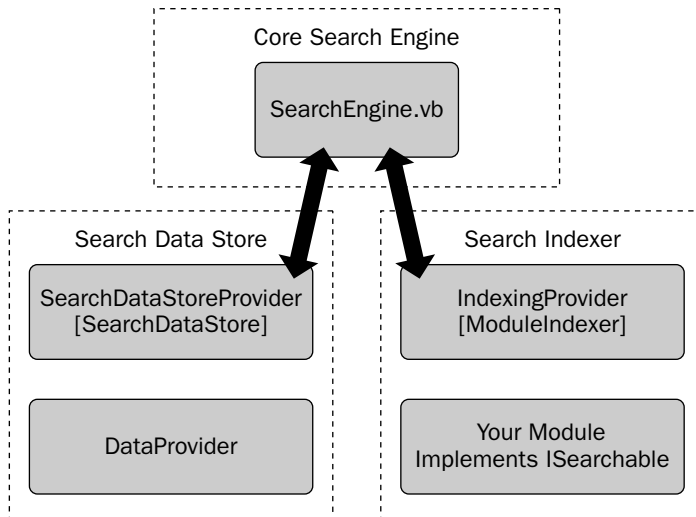 Core Search Engine
SearchEngine.vb
Search Data Store
SearchDataStoreProvider
[SearchDataStore]
DataProvider
Search Indexer
IndexingProvider
[ModuleIndexer]
Your Module
Implements ISearchable